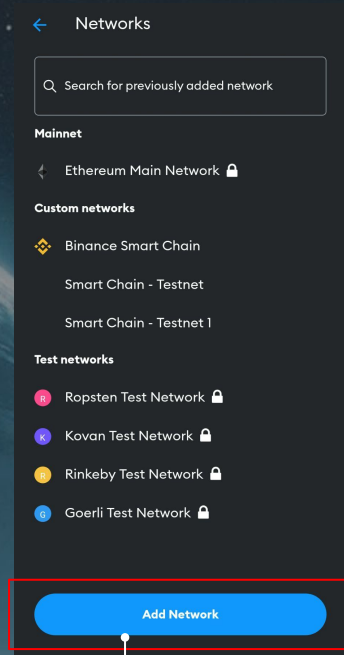 Networks
Search for previously added network
Mainnet
Ethereum Main Network
Custom networks
Binance Smart Chain
Smart Chain - Testnet
Smart Chain - Testnet 1
Test networks
R Ropsten Test Network
K Kovan Test Network
R Rinkeby Test Network
G Goerli Test Network
Add Network